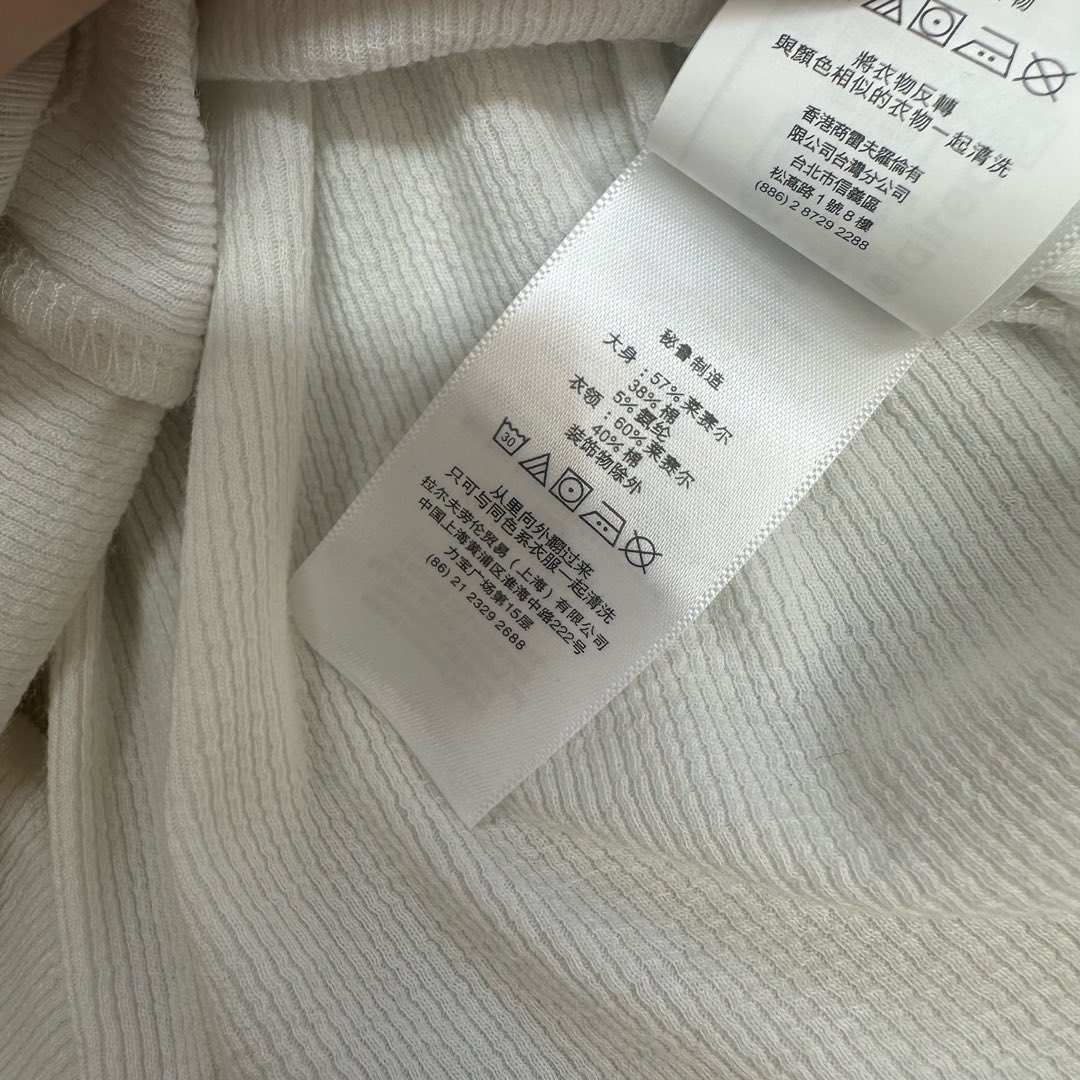 將衣物反轉
與顏色相似的衣物一起清洗
香港商雷夫羅倫有
限公司台灣分公司
台北市信義區
松高路 1 號 8 樓
(886) 2 8729 2288
秘鲁制造
大身：57% 莱赛尔
38% 棉
5% 氨纶
衣领：60% 莱赛尔
40% 棉
装饰物除外
30
从里向外翻过来
只可与同色系衣服一起清洗
拉尔夫劳伦贸易（上海）有限公司
中国上海黄浦区淮海中路222号
力宝广场第15层
(86) 21 2329 2688